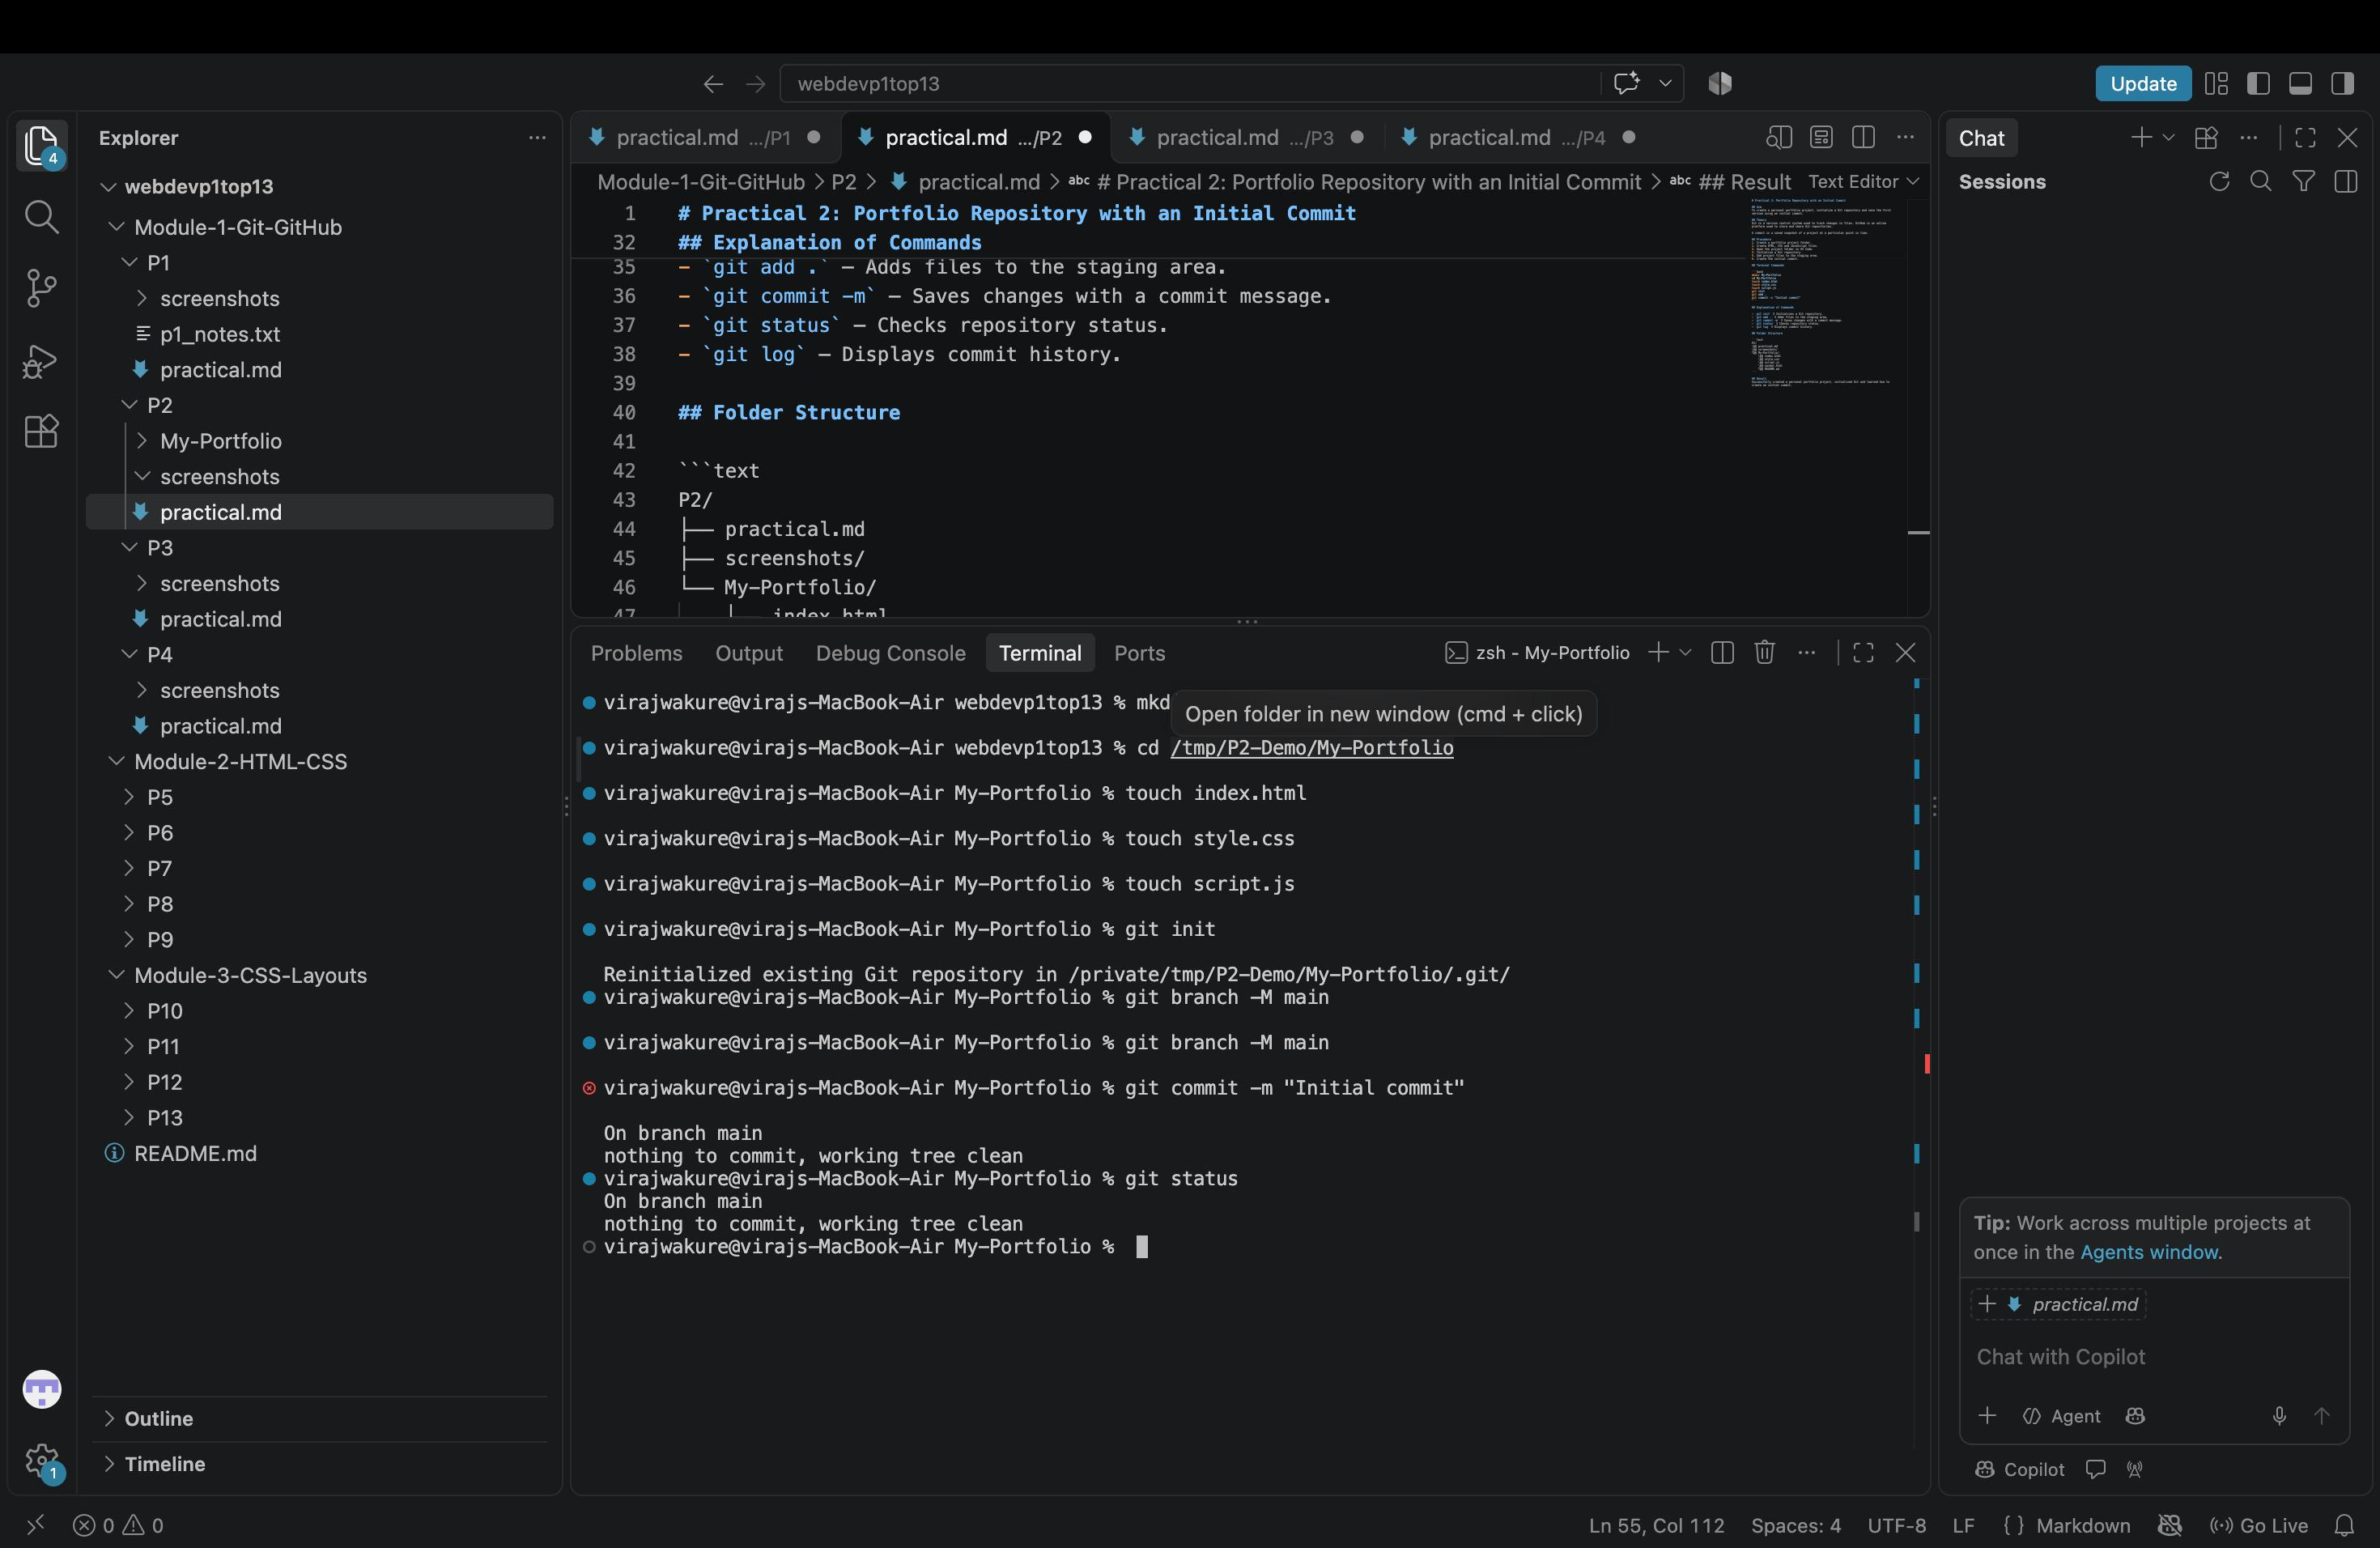 webdevp1top13
Update
Explorer
4
webdevp1top13
Module-1-Git-GitHub
P1
screenshots
p1_notes.txt
practical.md
P2
My-Portfolio
screenshots
practical.md
P3
screenshots
practical.md
P4
screenshots
practical.md
Module-2-HTML-CSS
P5
P6
P7
P8
P9
Module-3-CSS-Layouts
P10
P11
P12
P13
README.md
Outline
Timeline
1
practical.md .../P1
practical.md .../P2
practical.md .../P3
practical.md .../P4
Module-1-Git-GitHub > P2 > practical.md > abc # Practical 2: Portfolio Repository with an Initial Commit > abc ## Result Text Editor
1 # Practical 2: Portfolio Repository with an Initial Commit
32 ## Explanation of Commands
35 - `git add .` — Adds files to the staging area.
36 - `git commit -m` — Saves changes with a commit message.
37 - `git status` — Checks repository status.
38 - `git log` — Displays commit history.
39
40 ## Folder Structure
41
42 ```text
43 P2/
44 ├── practical.md
45 ├── screenshots/
46 └── My-Portfolio/
47 index.html
Problems Output Debug Console Terminal Ports
zsh - My-Portfolio
virajwakure@virajs-MacBook-Air webdevp1top13 % mkd
Open folder in new window (cmd + click)
virajwakure@virajs-MacBook-Air webdevp1top13 % cd /tmp/P2-Demo/My-Portfolio
virajwakure@virajs-MacBook-Air My-Portfolio % touch index.html
virajwakure@virajs-MacBook-Air My-Portfolio % touch style.css
virajwakure@virajs-MacBook-Air My-Portfolio % touch script.js
virajwakure@virajs-MacBook-Air My-Portfolio % git init
Reinitialized existing Git repository in /private/tmp/P2-Demo/My-Portfolio/.git/
virajwakure@virajs-MacBook-Air My-Portfolio % git branch -M main
virajwakure@virajs-MacBook-Air My-Portfolio % git branch -M main
virajwakure@virajs-MacBook-Air My-Portfolio % git commit -m "Initial commit"
On branch main
nothing to commit, working tree clean
virajwakure@virajs-MacBook-Air My-Portfolio % git status
On branch main
nothing to commit, working tree clean
virajwakure@virajs-MacBook-Air My-Portfolio %
Chat
Sessions
Tip: Work across multiple projects at
once in the Agents window.
practical.md
Chat with Copilot
Agent
Copilot
0 0
Ln 55, Col 112 Spaces: 4 UTF-8 LF { } Markdown Go Live